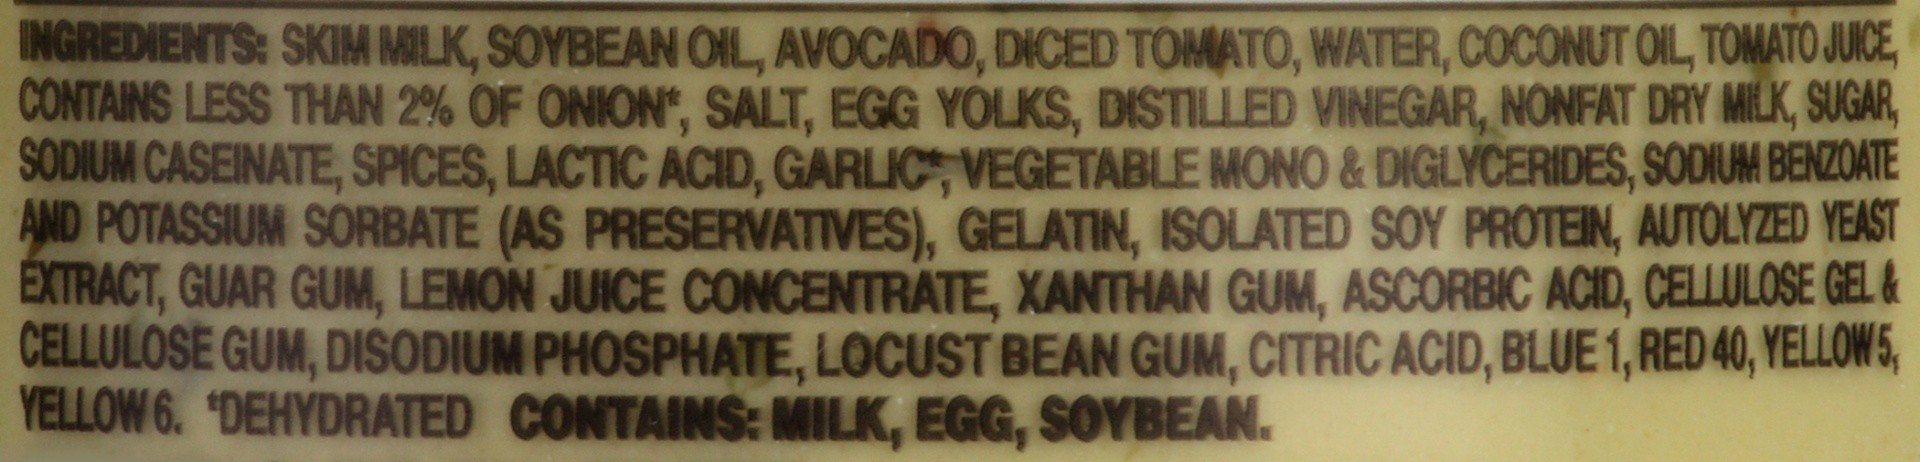 INGREDIENTS: SKIM MILK, SOYBEAN OIL, AVOCADO, DICED TOMATO, WATER, COCONUT OIL, TOMATO JUICE,
CONTAINS LESS THAN 2% OF ONION*, SALT, EGG YOLKS, DISTILLED VINEGAR, NONFAT DRY MILK, SUGAR,
SODIUM CASEINATE, SPICES, LACTIC ACID, GARLIC*, VEGETABLE MONO & DIGLYCERIDES, SODIUM BENZOATE
AND POTASSIUM SORBATE (AS PRESERVATIVES), GELATIN, ISOLATED SOY PROTEIN, AUTOLYZED YEAST
EXTRACT, GUAR GUM, LEMON JUICE CONCENTRATE, XANTHAN GUM, ASCORBIC ACID, CELLULOSE GEL &
CELLULOSE GUM, DISODIUM PHOSPHATE, LOCUST BEAN GUM, CITRIC ACID, BLUE 1, RED 40, YELLOW 5,
YELLOW 6. *DEHYDRATED CONTAINS: MILK, EGG, SOYBEAN.